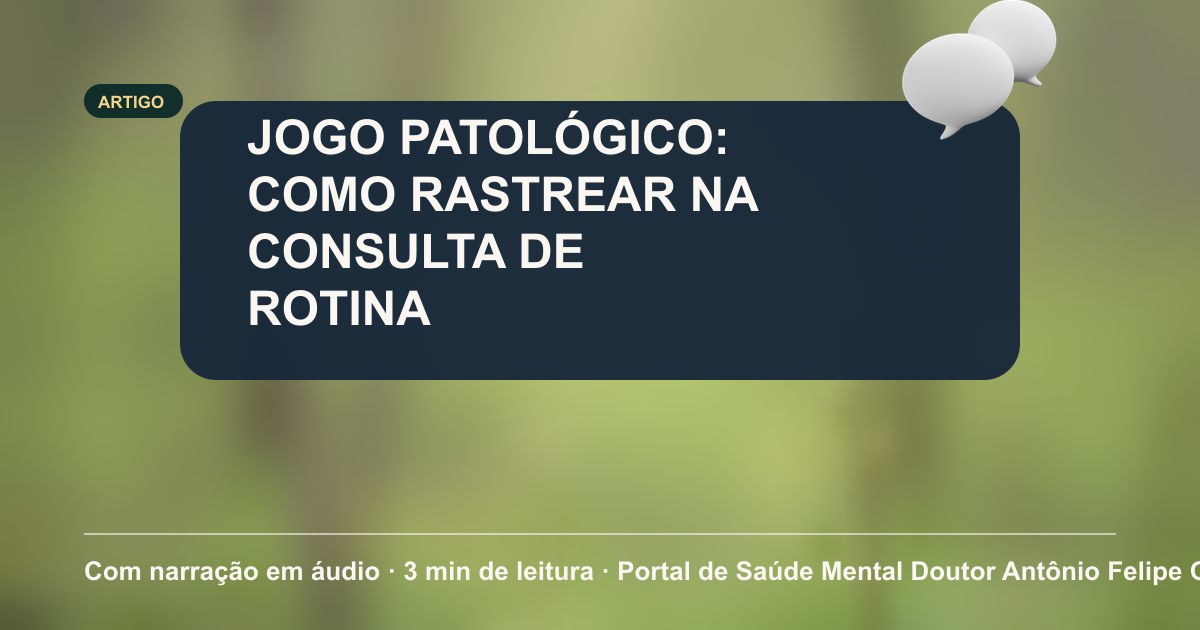 ARTIGO
JOGO PATOLÓGICO:
COMO RASTREAR NA
CONSULTA DE
ROTINA
Com narração em áudio · 3 min de leitura · Portal de Saúde Mental Doutor Antônio Felipe